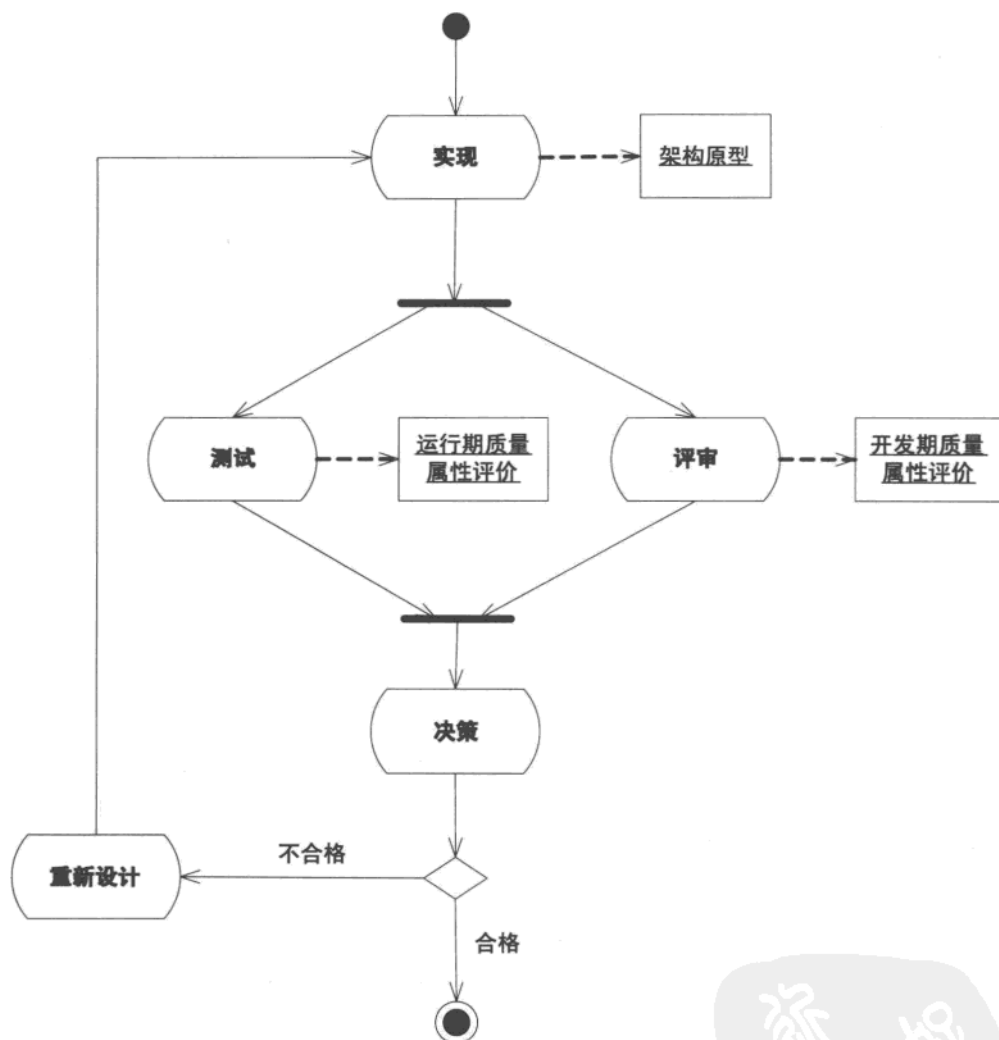 实现
架构原型
测试
运行期质量
属性评价
评审
开发期质量
属性评价
决策
不合格
重新设计
合格